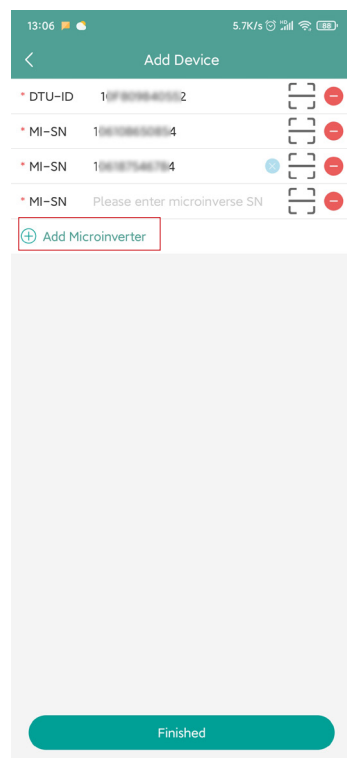 13:06 5.7K/s HD 88
Add Device
* DTU-ID
* MI-SN
* MI-SN
* MI-SN Please enter microinverse SN
Add Microinverter
Finished